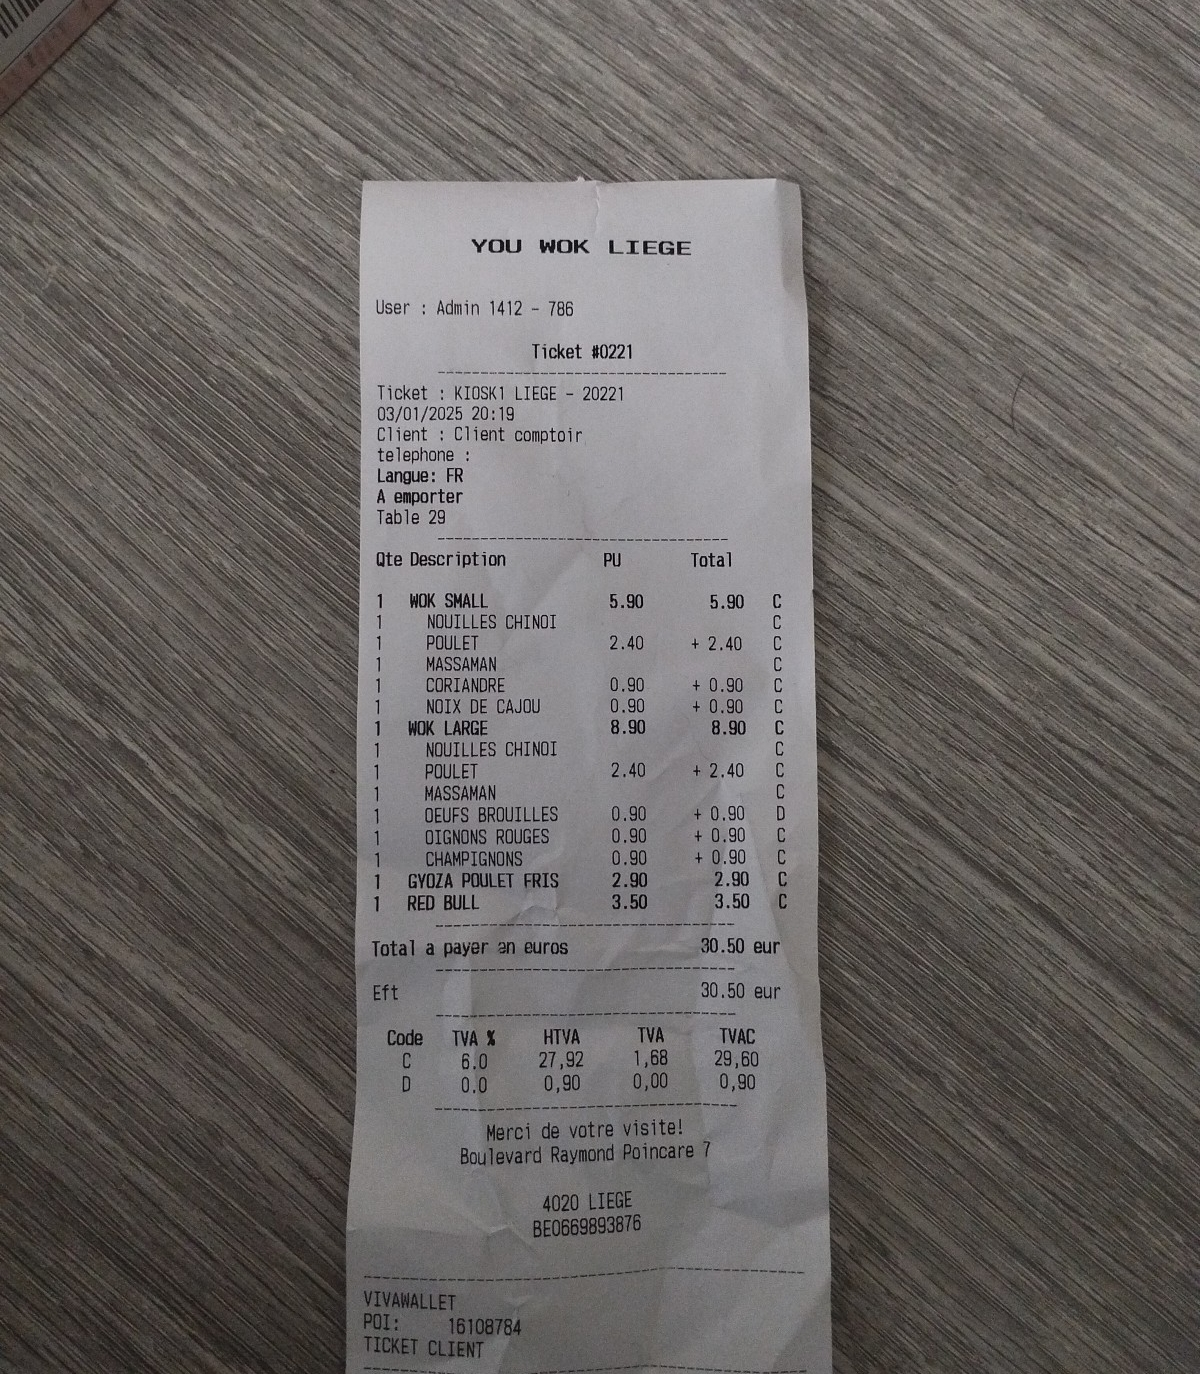 YOU WOK LIEGE
User : Admin 1412 - 786
Ticket #0221
Ticket : KIOSK1 LIEGE - 20221
03/01/2025 20:19
Client : Client comptoir
telephone :
Langue: FR
A emporter
Table 29
Qte Description PU Total
1 WOK SMALL 5.90 5.90 C
1 NOUILLES CHINOI C
1 POULET 2.40 + 2.40 C
1 MASSAMAN C
1 CORIANDRE 0.90 + 0.90 C
1 NOIX DE CAJOU 0.90 + 0.90 C
1 WOK LARGE 8.90 8.90 C
1 NOUILLES CHINOI C
1 POULET 2.40 + 2.40 C
1 MASSAMAN C
1 OEUFS BROUILLES 0.90 + 0.90 D
1 OIGNONS ROUGES 0.90 + 0.90 C
1 CHAMPIGNONS 0.90 + 0.90 C
1 GYOZA POULET FRIS 2.90 2.90 C
1 RED BULL 3.50 3.50 C
Total a payer en euros 30.50 eur
Eft 30.50 eur
Code TVA % HTVA TVA TVAC
C 6.0 27,92 1,68 29,60
D 0.0 0,90 0,00 0,90
Merci de votre visite!
Boulevard Raymond Poincare 7
4020 LIEGE
BE0669893876
VIVAWALLET
POI: 16108784
TICKET CLIENT